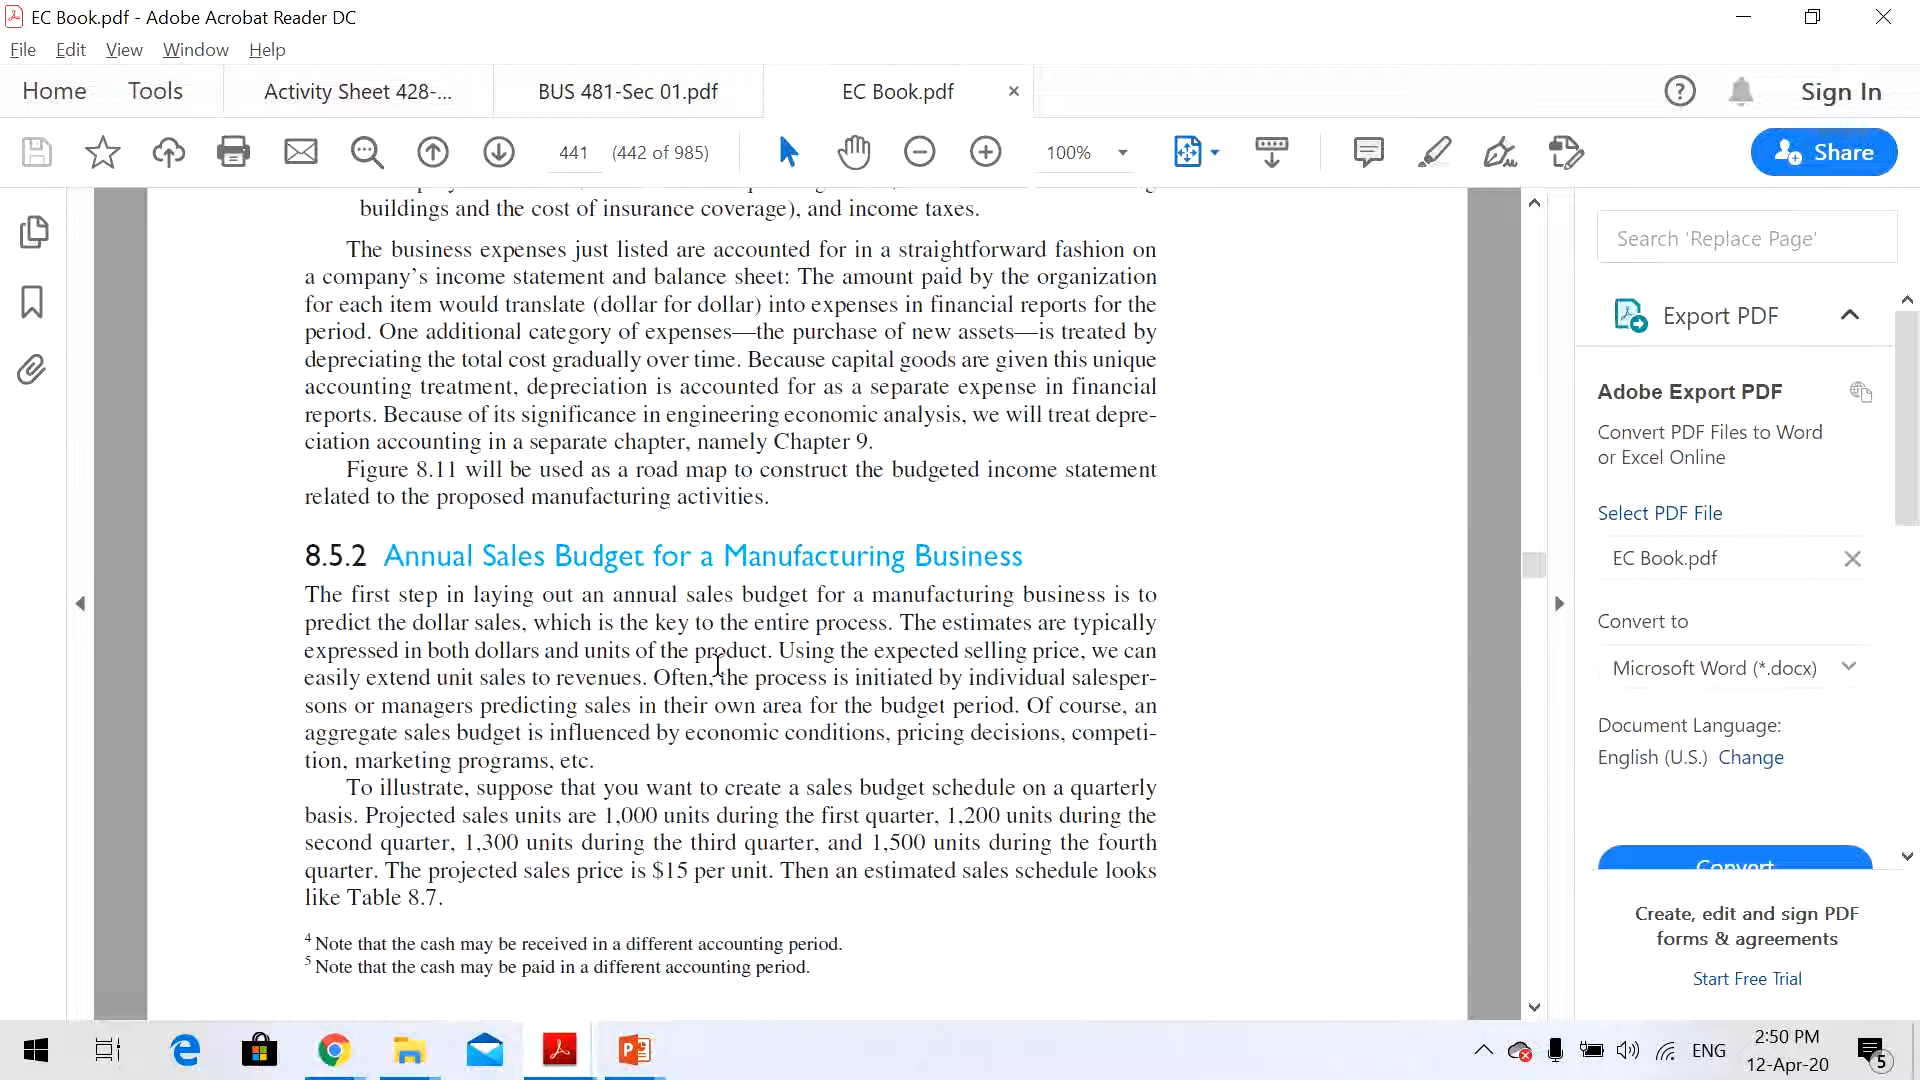 EC Book.pdf - Adobe Acrobat Reader DC
File Edit View Window Help
Home Tools Activity Sheet 428-... BUS 481-Sec 01.pdf EC Book.pdf × Sign In
441 (442 of 985) 100% Share
buildings and the cost of insurance coverage), and income taxes.
The business expenses just listed are accounted for in a straightforward fashion on
a company's income statement and balance sheet: The amount paid by the organization
for each item would translate (dollar for dollar) into expenses in financial reports for the
period. One additional category of expenses—the purchase of new assets—is treated by
depreciating the total cost gradually over time. Because capital goods are given this unique
accounting treatment, depreciation is accounted for as a separate expense in financial
reports. Because of its significance in engineering economic analysis, we will treat depre-
ciation accounting in a separate chapter, namely Chapter 9.
Figure 8.11 will be used as a road map to construct the budgeted income statement
related to the proposed manufacturing activities.
8.5.2 Annual Sales Budget for a Manufacturing Business
The first step in laying out an annual sales budget for a manufacturing business is to
predict the dollar sales, which is the key to the entire process. The estimates are typically
expressed in both dollars and units of the product. Using the expected selling price, we can
easily extend unit sales to revenues. Often, the process is initiated by individual salesper-
sons or managers predicting sales in their own area for the budget period. Of course, an
aggregate sales budget is influenced by economic conditions, pricing decisions, competi-
tion, marketing programs, etc.
To illustrate, suppose that you want to create a sales budget schedule on a quarterly
basis. Projected sales units are 1,000 units during the first quarter, 1,200 units during the
second quarter, 1,300 units during the third quarter, and 1,500 units during the fourth
quarter. The projected sales price is $15 per unit. Then an estimated sales schedule looks
like Table 8.7.
4 Note that the cash may be received in a different accounting period.
5 Note that the cash may be paid in a different accounting period.
Search 'Replace Page'
Export PDF
Adobe Export PDF
Convert PDF Files to Word
or Excel Online
Select PDF File
EC Book.pdf
Convert to
Microsoft Word (*.docx)
Document Language:
English (U.S.) Change
Convert
Create, edit and sign PDF
forms & agreements
Start Free Trial
ENG 2:50 PM
12-Apr-20 5